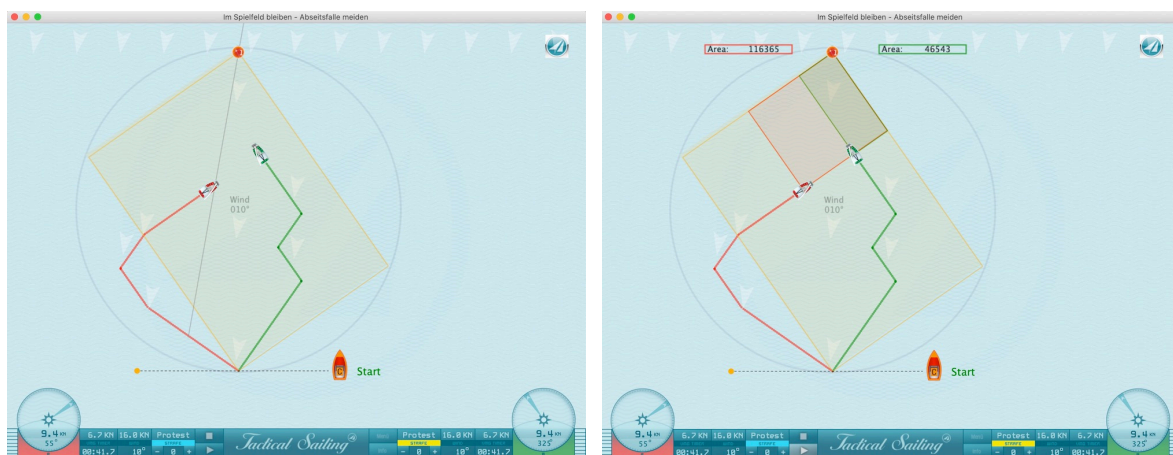 Im Spielfeld bleiben - Abseitsfalle meiden
Wind
010°
Start
9.4 KN
55°
6.7 KN 16.0 KN Protest
STRAFE
00:41.7 10° - 0 +
Tactical Sailing
Protest 16.0 KN 6.7 KN
STRAFE
- 0 + 10° 00:41.7
9.4 KN
325°
Im Spielfeld bleiben - Abseitsfalle meiden
Area: 116365
Area: 46543
Wind
010°
Start
9.4 KN
55°
6.7 KN 16.0 KN Protest
STRAFE
00:41.7 10° - 0 +
Tactical Sailing
Protest 16.0 KN 6.7 KN
STRAFE
- 0 + 10° 00:41.7
9.4 KN
325°